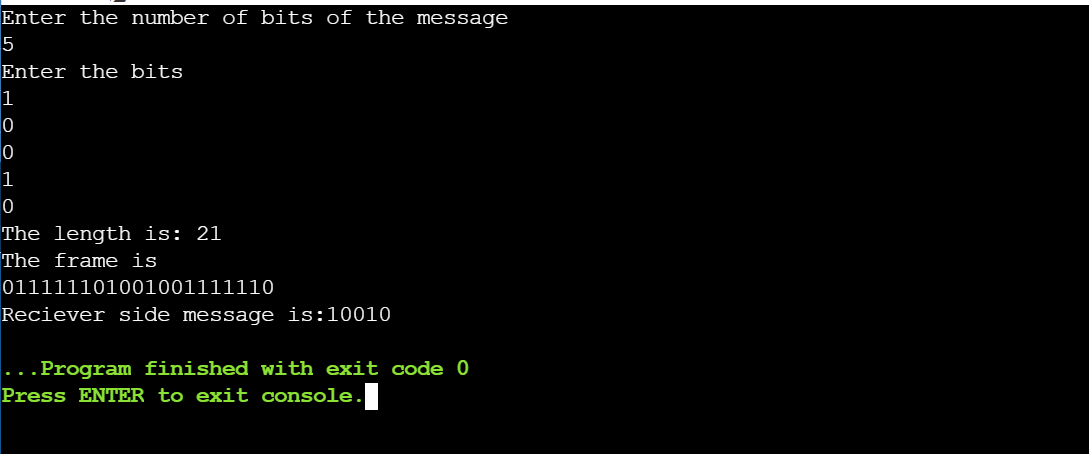 Enter the number of bits of the message
5
Enter the bits
1
0
0
1
0
The length is: 21
The frame is
011111101001001111110
Reciever side message is:10010
...Program finished with exit code 0
Press ENTER to exit console.